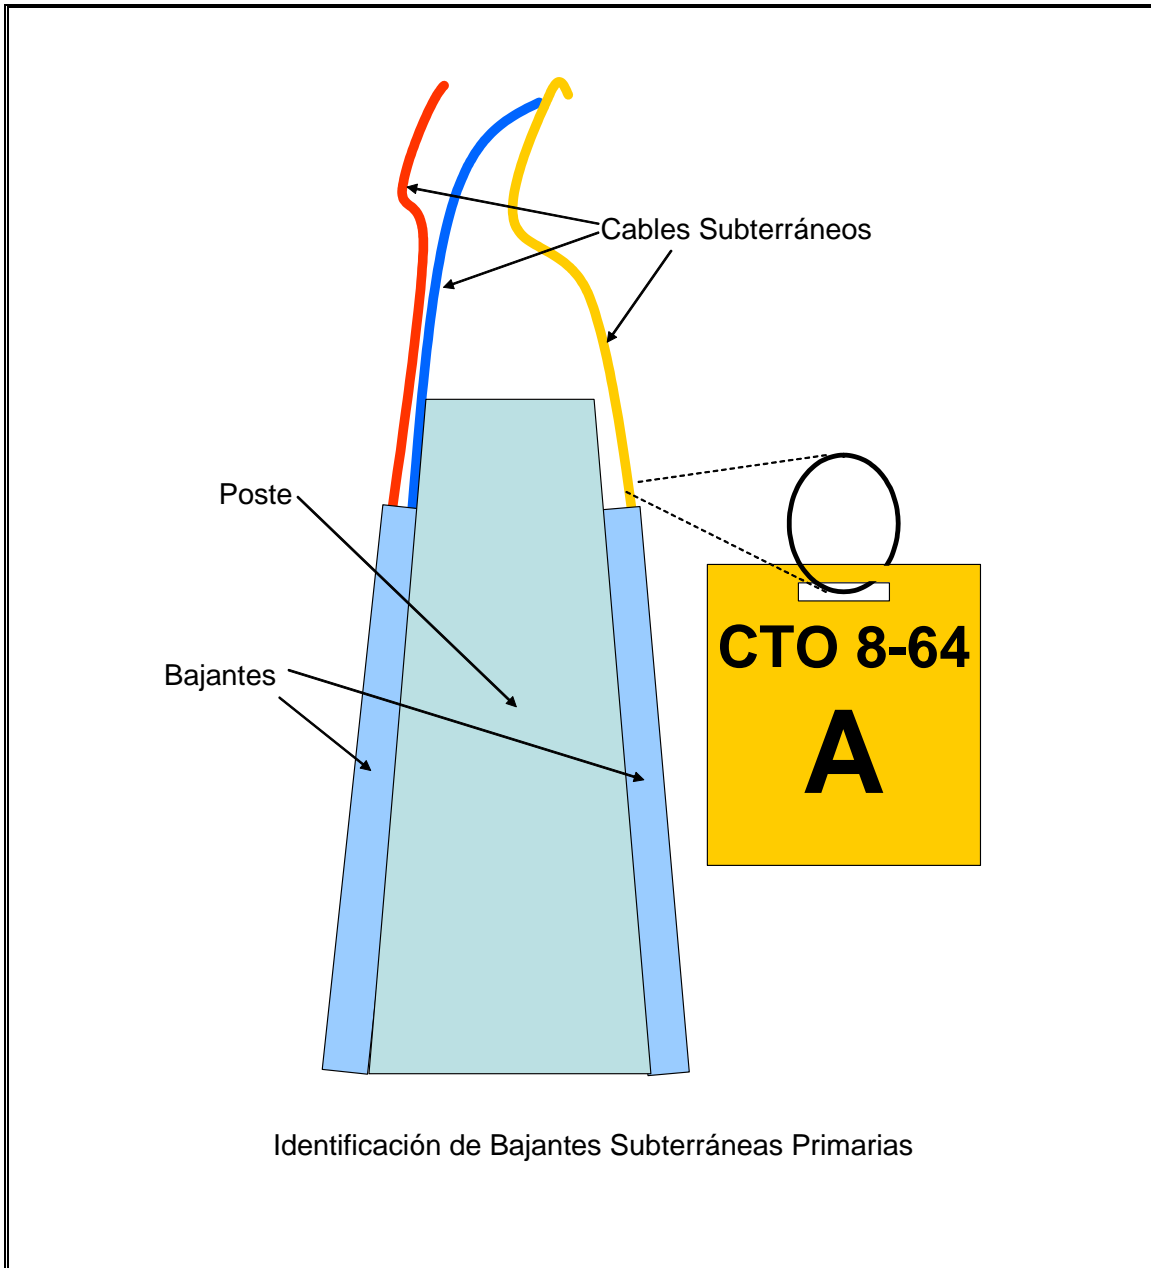 Cables Subterráneos
Poste
CTO 8-64
A
Bajantes
Identificación de Bajantes Subterráneas Primarias